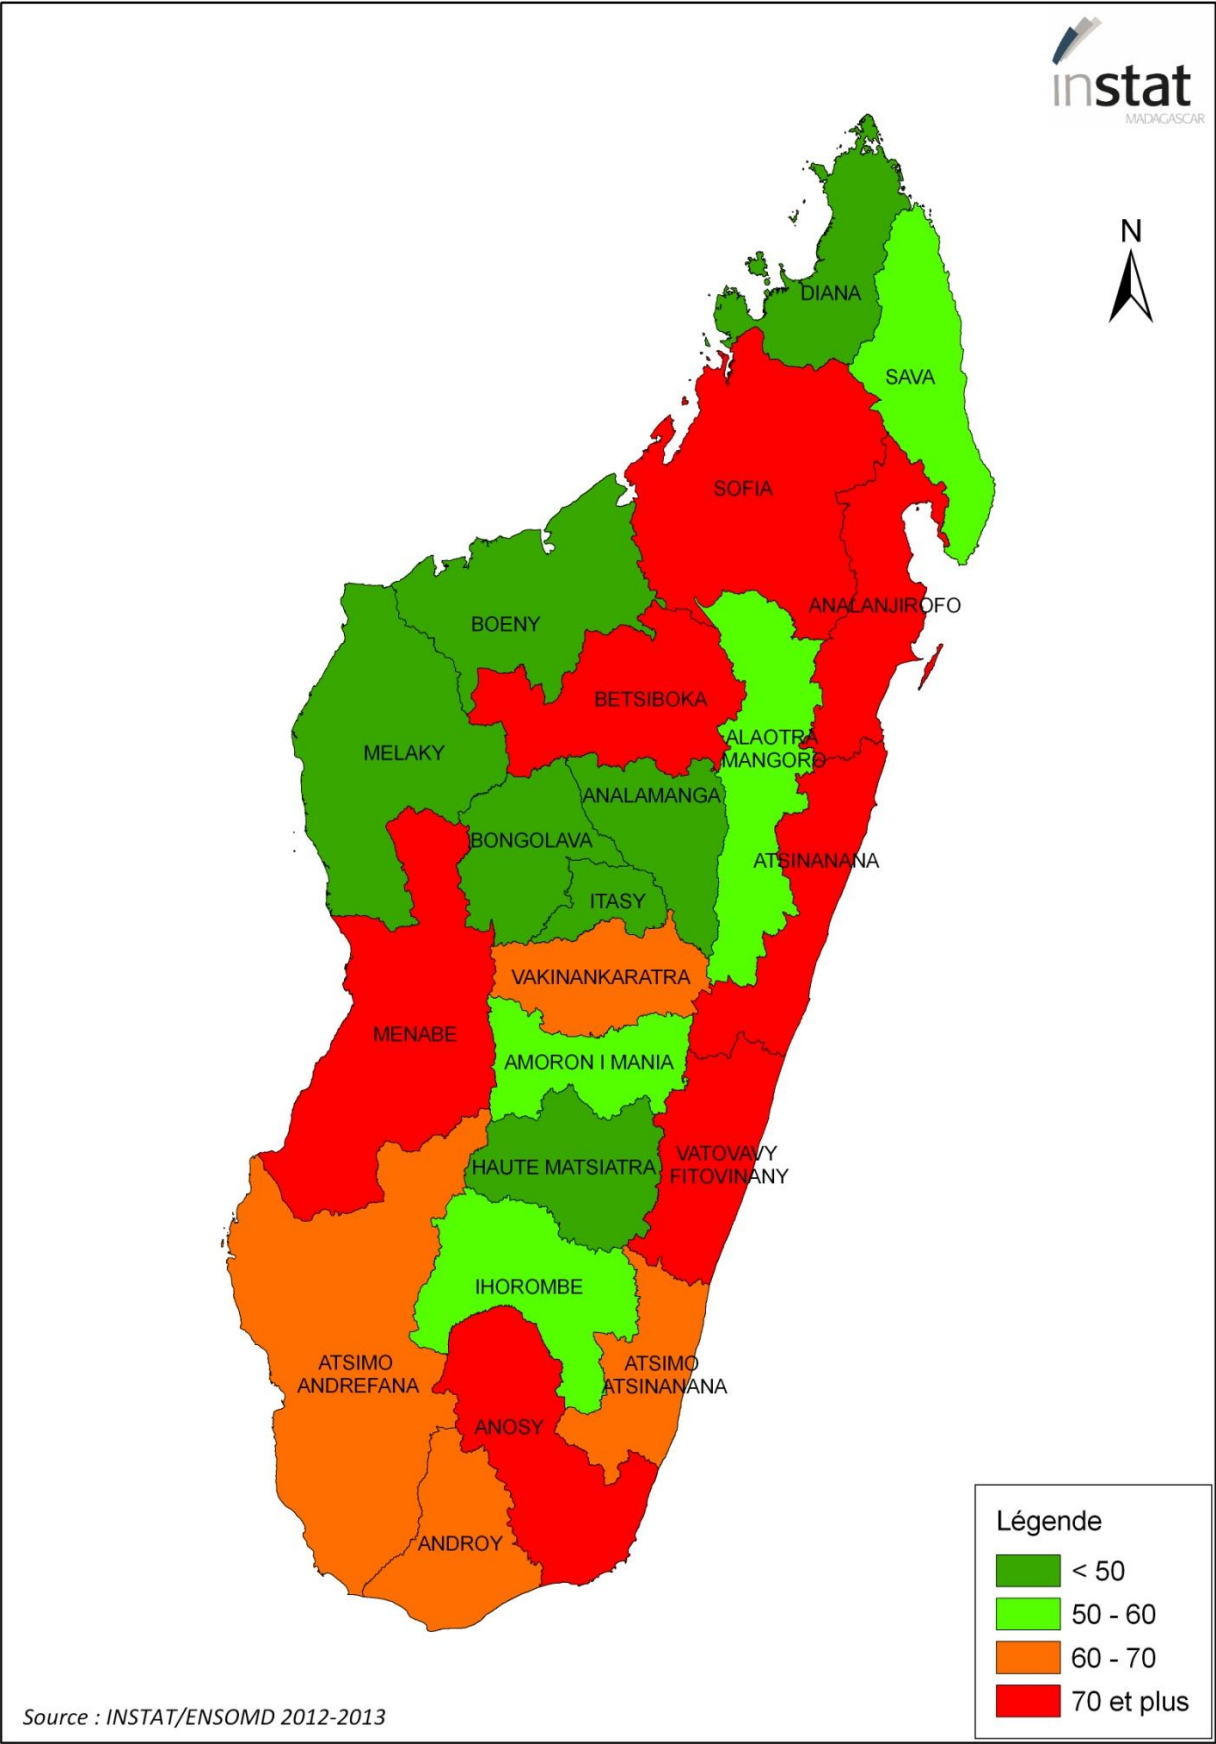 instat
MADAGASCAR
N
DIANA
SAVA
SOFIA
ANALANJIROFO
BOENY
BETSIBOKA
ALAOTRA
MANGORO
MELAKY
ANALAMANGA
BONGOLAVA
ATSINANANA
ITASY
VAKINANKARATRA
MENABE
AMORON I MANIA
HAUTE MATSIATRA
VATOVAVY
FITOVINANY
IHOROMBE
ATSIMO
ANDREFANA
ATSIMO
ATSINANANA
ANOSY
ANDROY
Légende
< 50
50 - 60
60 - 70
70 et plus
Source : INSTAT/ENSOMD 2012-2013